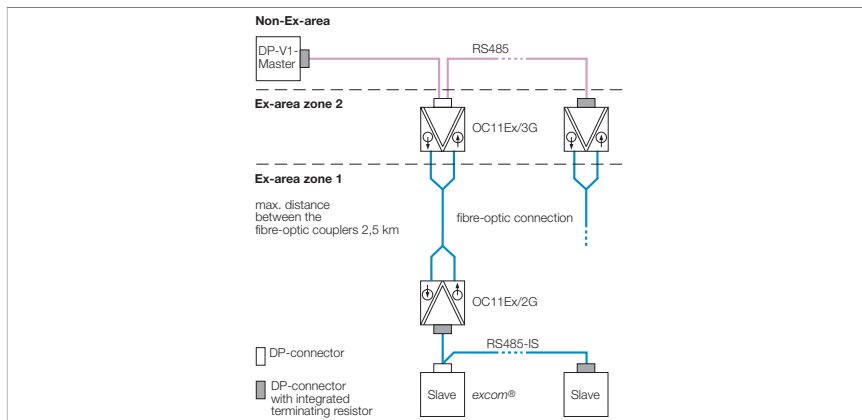 Non-Ex-area
DP-V1-
Master
RS485
Ex-area zone 2
OC11Ex/3G
Ex-area zone 1
max. distance
between the
fibre-optic couplers 2,5 km
fibre-optic connection
OC11Ex/2G
RS485-IS
DP-connector
DP-connector
with integrated
terminating resistor
Slave
excom®
Slave